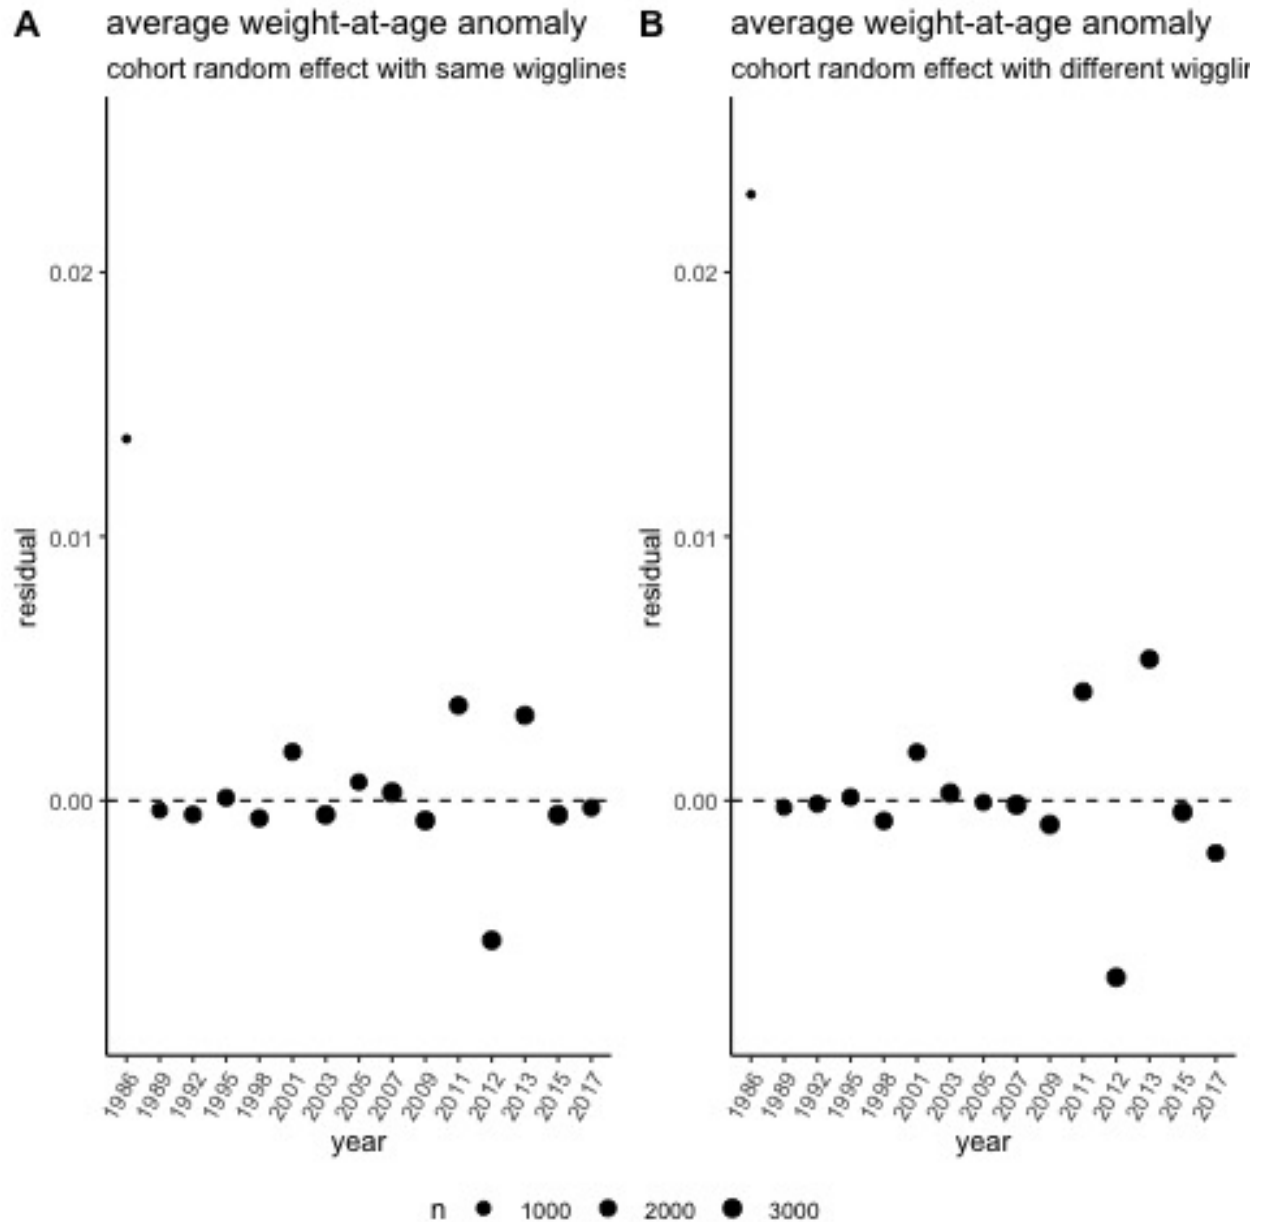 A average weight-at-age anomaly
cohort random effect with same wigglines
residual
0.02
0.01
0.00
1986 1989 1992 1995 1998 2001 2003 2005 2007 2009 2011 2012 2013 2015 2017
year
B average weight-at-age anomaly
cohort random effect with different wigglin
residual
0.02
0.01
0.00
1986 1989 1992 1995 1998 2001 2003 2005 2007 2009 2011 2012 2013 2015 2017
year
n 1000 2000 3000